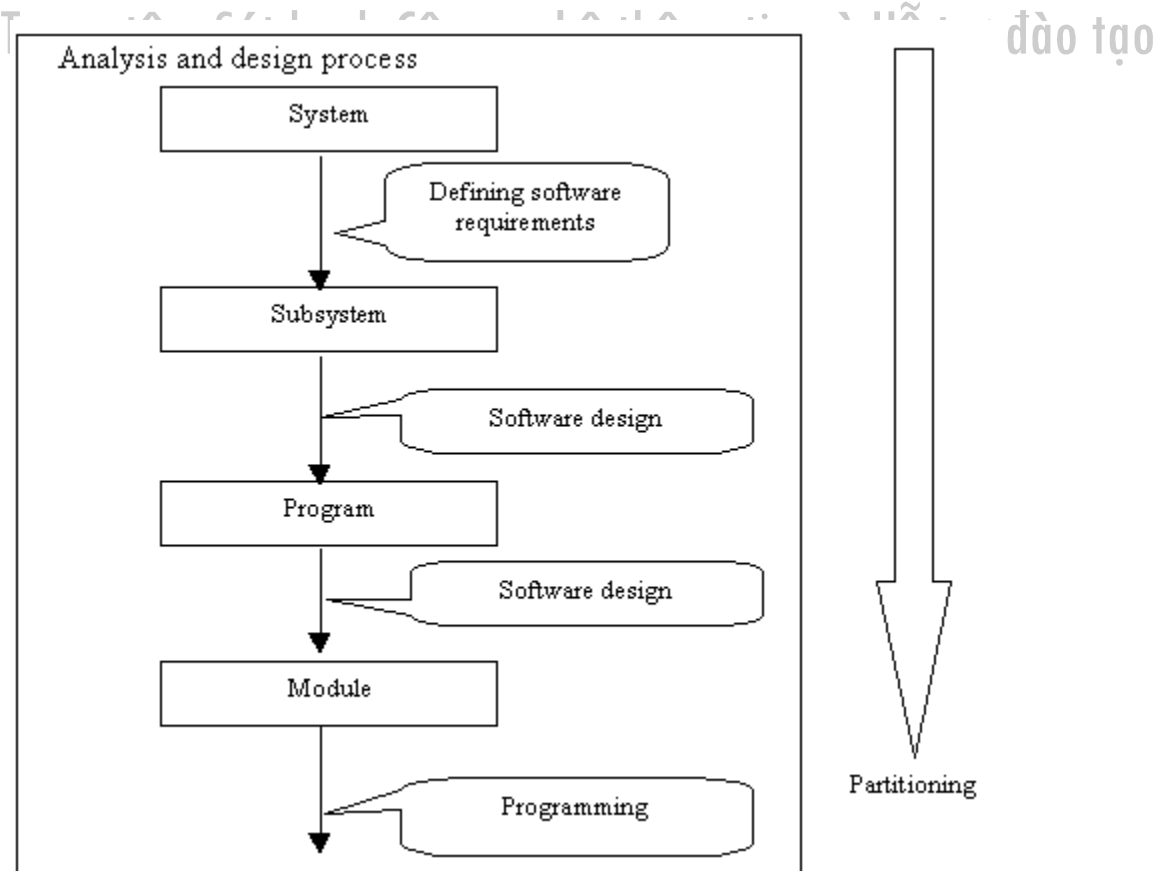 đào tạo
Analysis and design process
System
Defining software
requirements
Subsystem
Software design
Program
Software design
Module
Programming
Partitioning